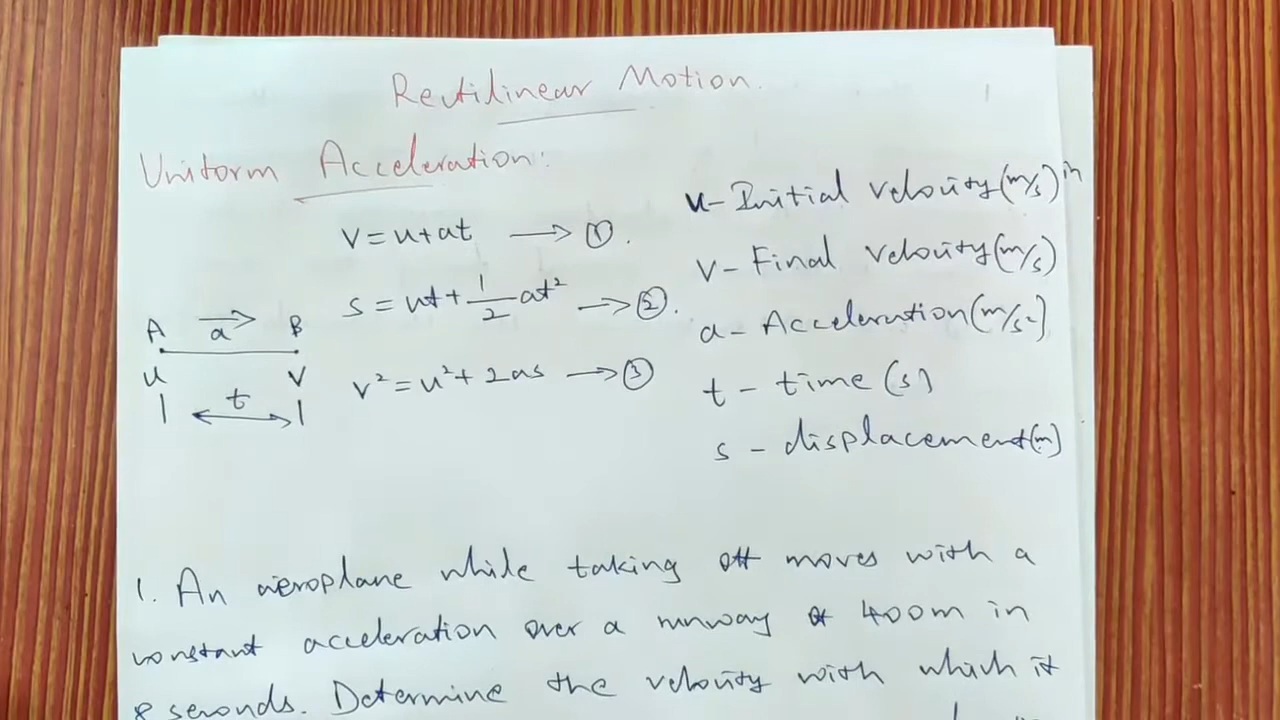 Rectilinear Motion.
Uniform Acceleration:
v = u + at → ①.
s = ut + 1/2 at² → ②.
v² = u² + 2as → ③
A a B
u v
t
u - Initial velocity (m/s) in
v - Final velocity (m/s)
a - Acceleration (m/s²)
t - time (s)
s - displacement (m)
1. An aeroplane while taking off moves with a
constant acceleration over a runway of 400m in
8 seconds. Determine the velocity with which it